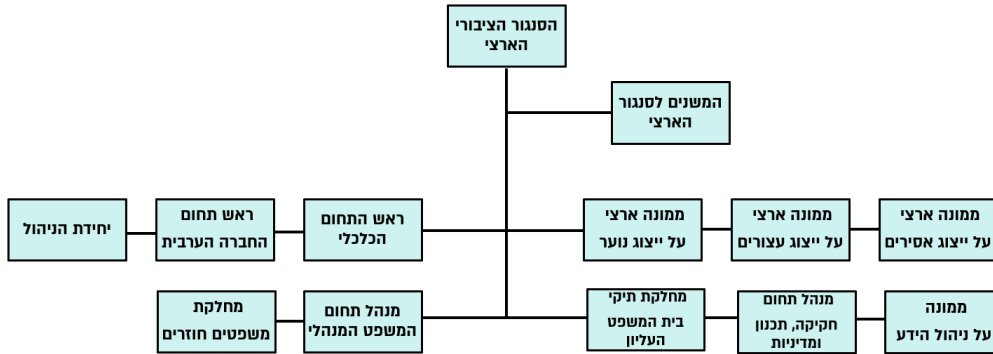 הסנגור הציבורי
הארצי
המשנים לסנגור
הארצי
ממונה ארצי
על ייצוג אסירים
ממונה ארצי
על ייצוג עצורים
ממונה ארצי
על ייצוג נוער
ראש התחום
הכלכלי
ראש תחום
החברה הערבית
יחידת הניהול
ממונה
על ניהול הידע
מנהל תחום
חקיקה, תכנון
ומדיניות
מחלקת תיקי
בית המשפט
העליון
מנהל תחום
המשפט המנהלי
מחלקת
משפטים חוזרים